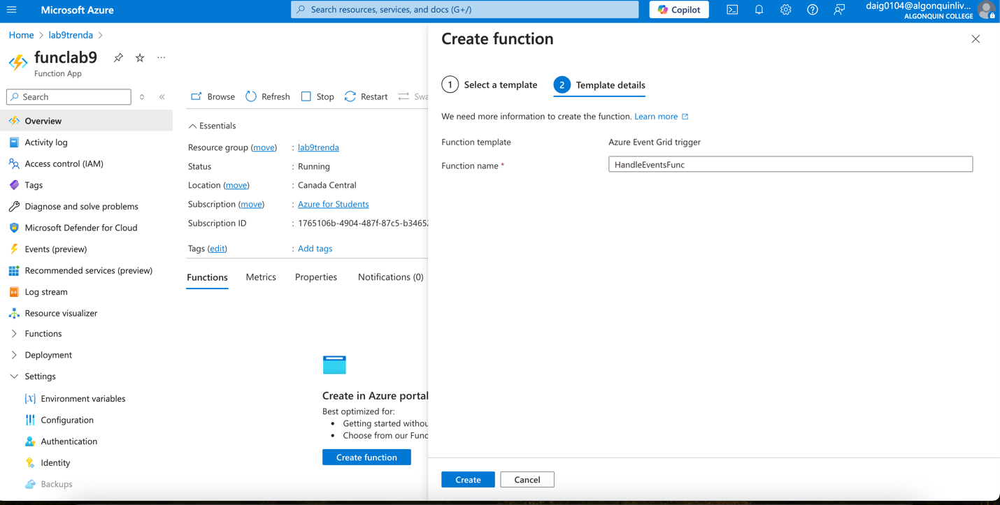 Microsoft Azure
Search resources, services, and docs (G+/)
Copilot
daig0104@algonquinliv...
ALGONQUIN COLLEGE
Home > lab9trenda >
funclab9
Function App
Search
Overview
Activity log
Access control (IAM)
Tags
Diagnose and solve problems
Microsoft Defender for Cloud
Events (preview)
Recommended services (preview)
Log stream
Resource visualizer
Functions
Deployment
Settings
Environment variables
Configuration
Authentication
Identity
Backups
Browse Refresh Stop Restart Swa
Essentials
Resource group (move) : lab9trenda
Status : Running
Location (move) : Canada Central
Subscription (move) : Azure for Students
Subscription ID : 1765106b-4904-487f-87c5-b3465
Tags (edit) : Add tags
Functions Metrics Properties Notifications (0)
Create in Azure portal
Best optimized for:
• Getting started withou
• Choose from our Func
Create function
Create function
1 Select a template
2 Template details
We need more information to create the function. Learn more
Function template Azure Event Grid trigger
Function name * HandleEventsFunc
Create Cancel